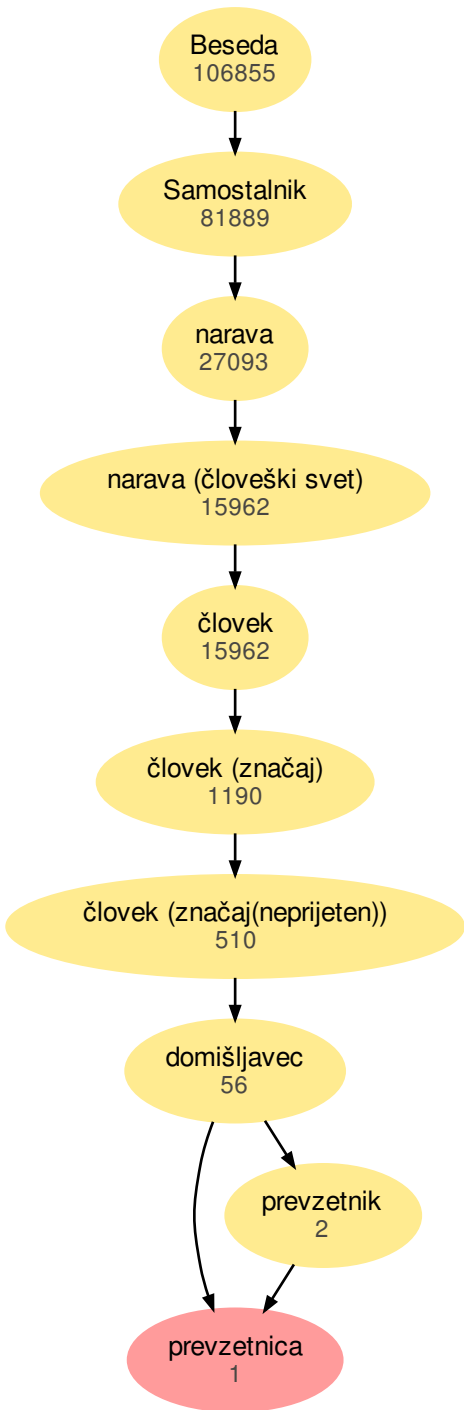 Beseda
106855
Samostalnik
81889
narava
27093
narava (človeški svet)
15962
človek
15962
človek (značaj)
1190
človek (značaj(neprijeten))
510
domišljavec
56
prevzetnik
2
prevzetnica
1